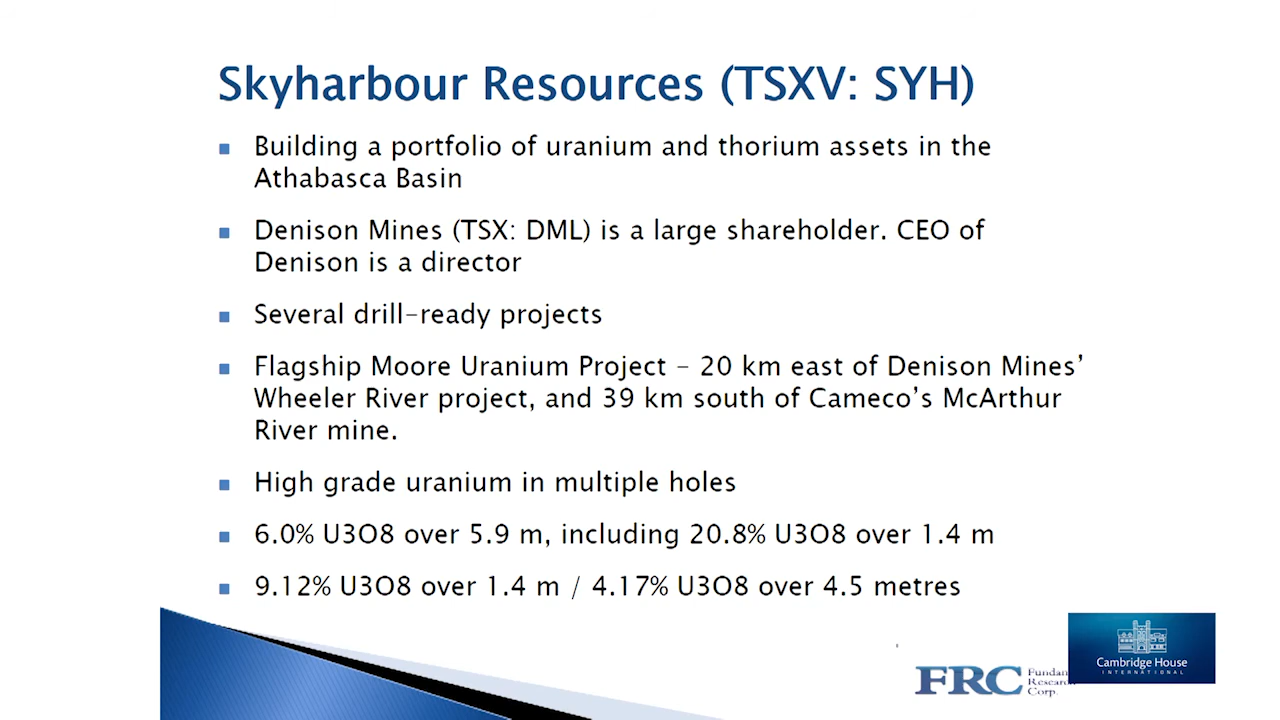 Skyharbour Resources (TSXV: SYH)
Building a portfolio of uranium and thorium assets in the
Athabasca Basin
Denison Mines (TSX: DML) is a large shareholder. CEO of
Denison is a director
Several drill-ready projects
Flagship Moore Uranium Project - 20 km east of Denison Mines’
Wheeler River project, and 39 km south of Cameco’s McArthur
River mine.
High grade uranium in multiple holes
6.0% U3O8 over 5.9 m, including 20.8% U3O8 over 1.4 m
9.12% U3O8 over 1.4 m / 4.17% U3O8 over 4.5 metres
FRC
Research
Corp.
Cambridge House
INTERNATIONAL